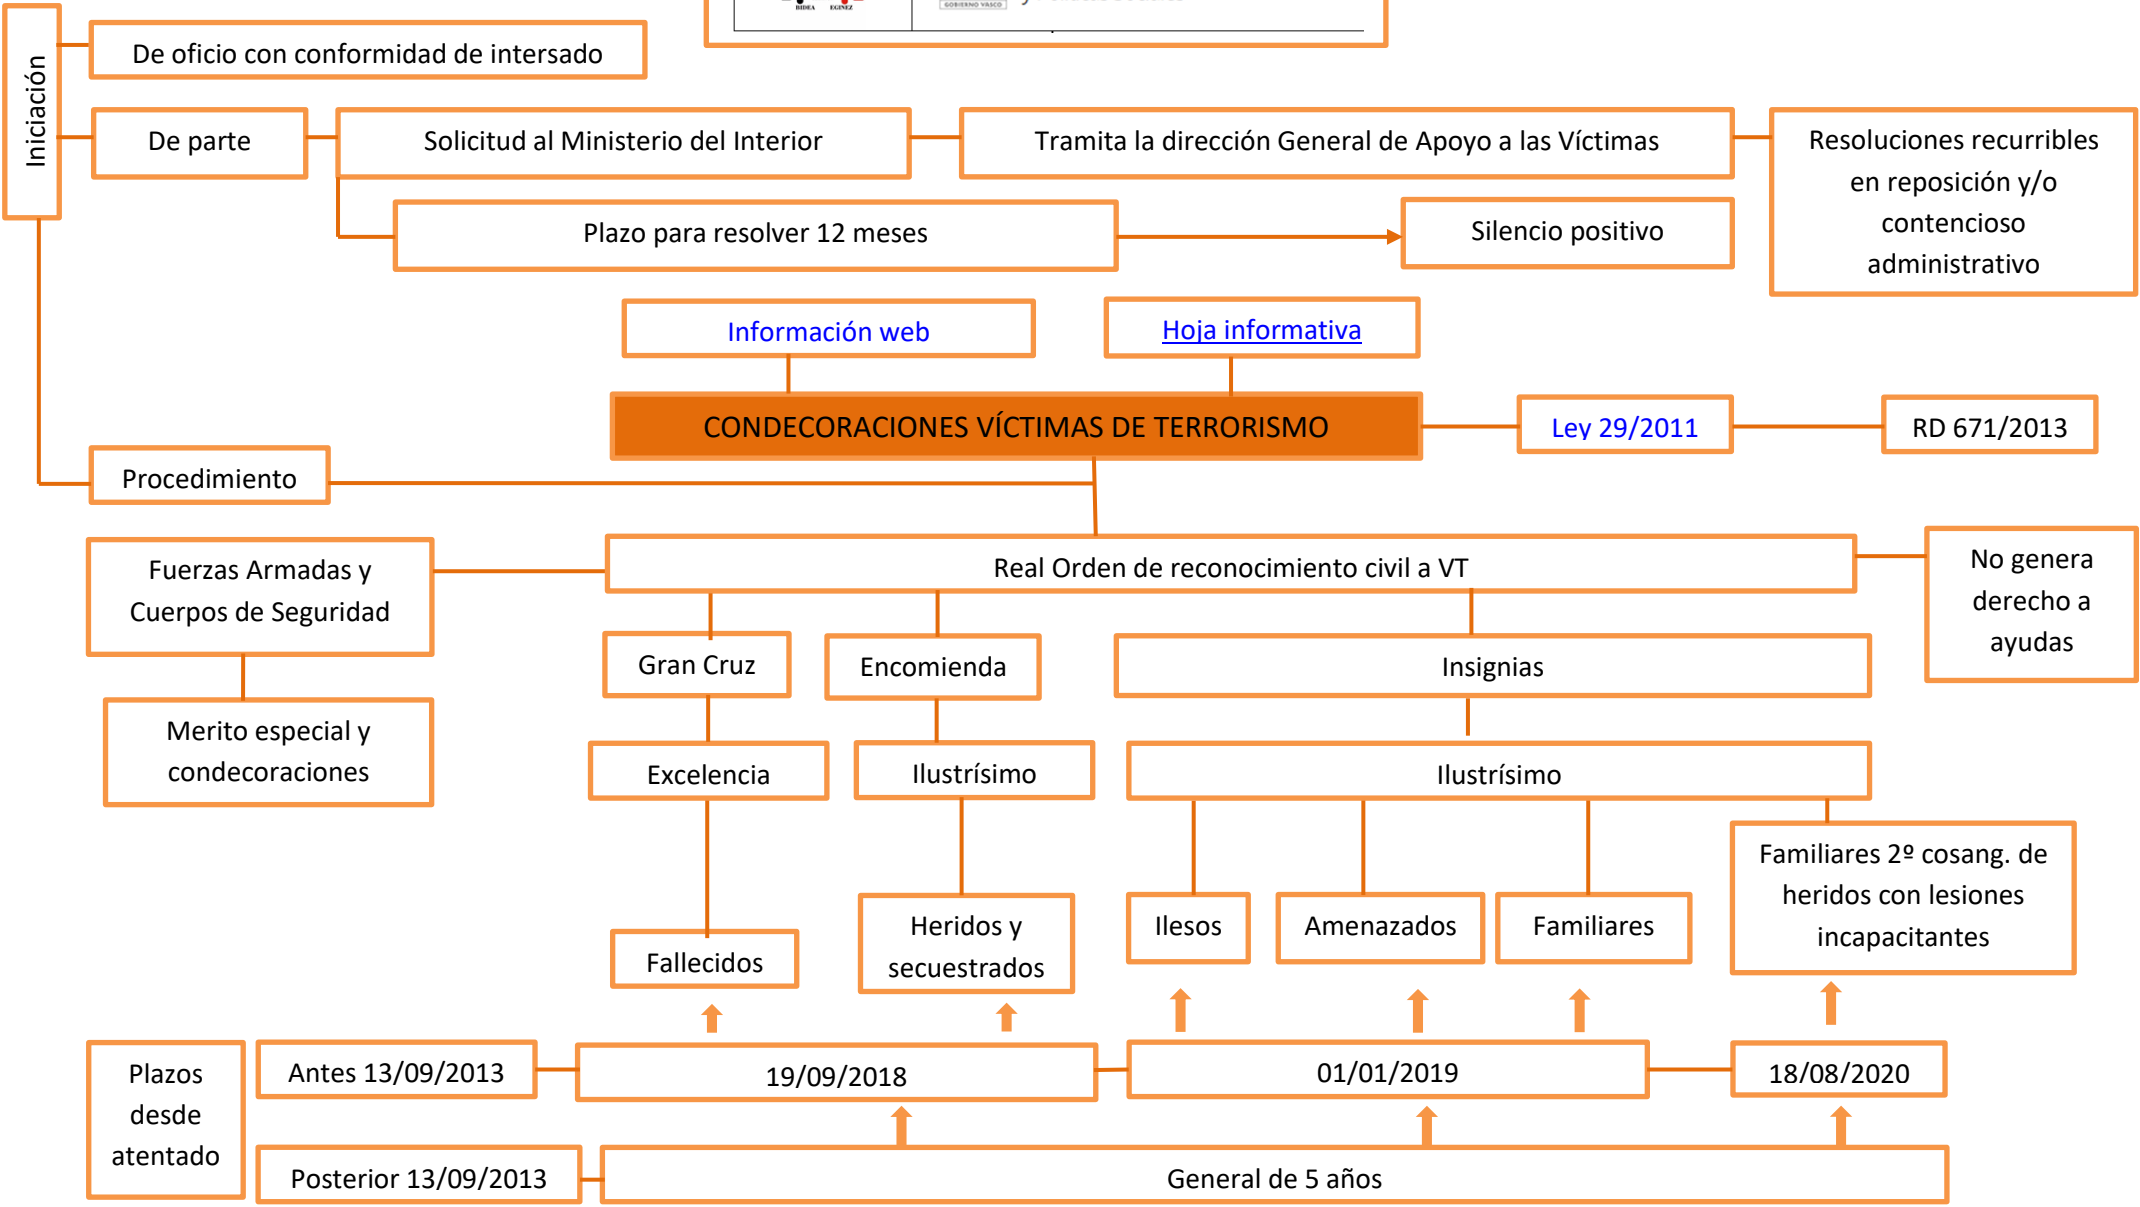 BIDEA EGINEZ
GOBIERNO VASCO
Iniciación
De oficio con conformidad de intersado
De parte
Solicitud al Ministerio del Interior
Tramita la dirección General de Apoyo a las Víctimas
Resoluciones recurribles
en reposición y/o
contencioso
administrativo
Plazo para resolver 12 meses
Silencio positivo
Información web
Hoja informativa
CONDECORACIONES VÍCTIMAS DE TERRORISMO
Ley 29/2011
RD 671/2013
Procedimiento
Fuerzas Armadas y
Cuerpos de Seguridad
Real Orden de reconocimiento civil a VT
No genera
derecho a
ayudas
Gran Cruz
Encomienda
Insignias
Merito especial y
condecoraciones
Excelencia
Ilustrísimo
Ilustrísimo
Familiares 2º cosang. de
heridos con lesiones
incapacitantes
Fallecidos
Heridos y
secuestrados
Ilesos
Amenazados
Familiares
Plazos
desde
atentado
Antes 13/09/2013
19/09/2018
01/01/2019
18/08/2020
Posterior 13/09/2013
General de 5 años